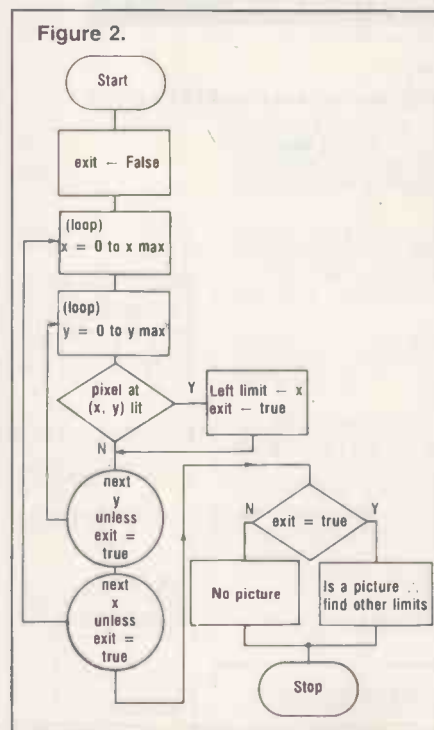 Figure 2.
Start
exit ← False
(loop)
x = 0 to x max
(loop)
y = 0 to y max
pixel at
(x, y) lit
Y
Left limit ← x
exit ← true
N
next
y
unless
exit =
true
next
x
unless
exit =
true
N
exit = true
Y
No picture
Is a picture ∴
find other limits
Stop